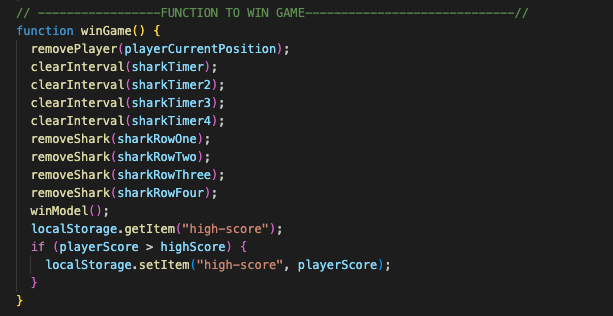 // -----------------FUNCTION TO WIN GAME-----------------------------//
function winGame() {
  removePlayer(playerCurrentPosition);
  clearInterval(sharkTimer);
  clearInterval(sharkTimer2);
  clearInterval(sharkTimer3);
  clearInterval(sharkTimer4);
  removeShark(sharkRowOne);
  removeShark(sharkRowTwo);
  removeShark(sharkRowThree);
  removeShark(sharkRowFour);
  winModel();
  localStorage.getItem("high-score");
  if (playerScore > highScore) {
    localStorage.setItem("high-score", playerScore);
  }
}